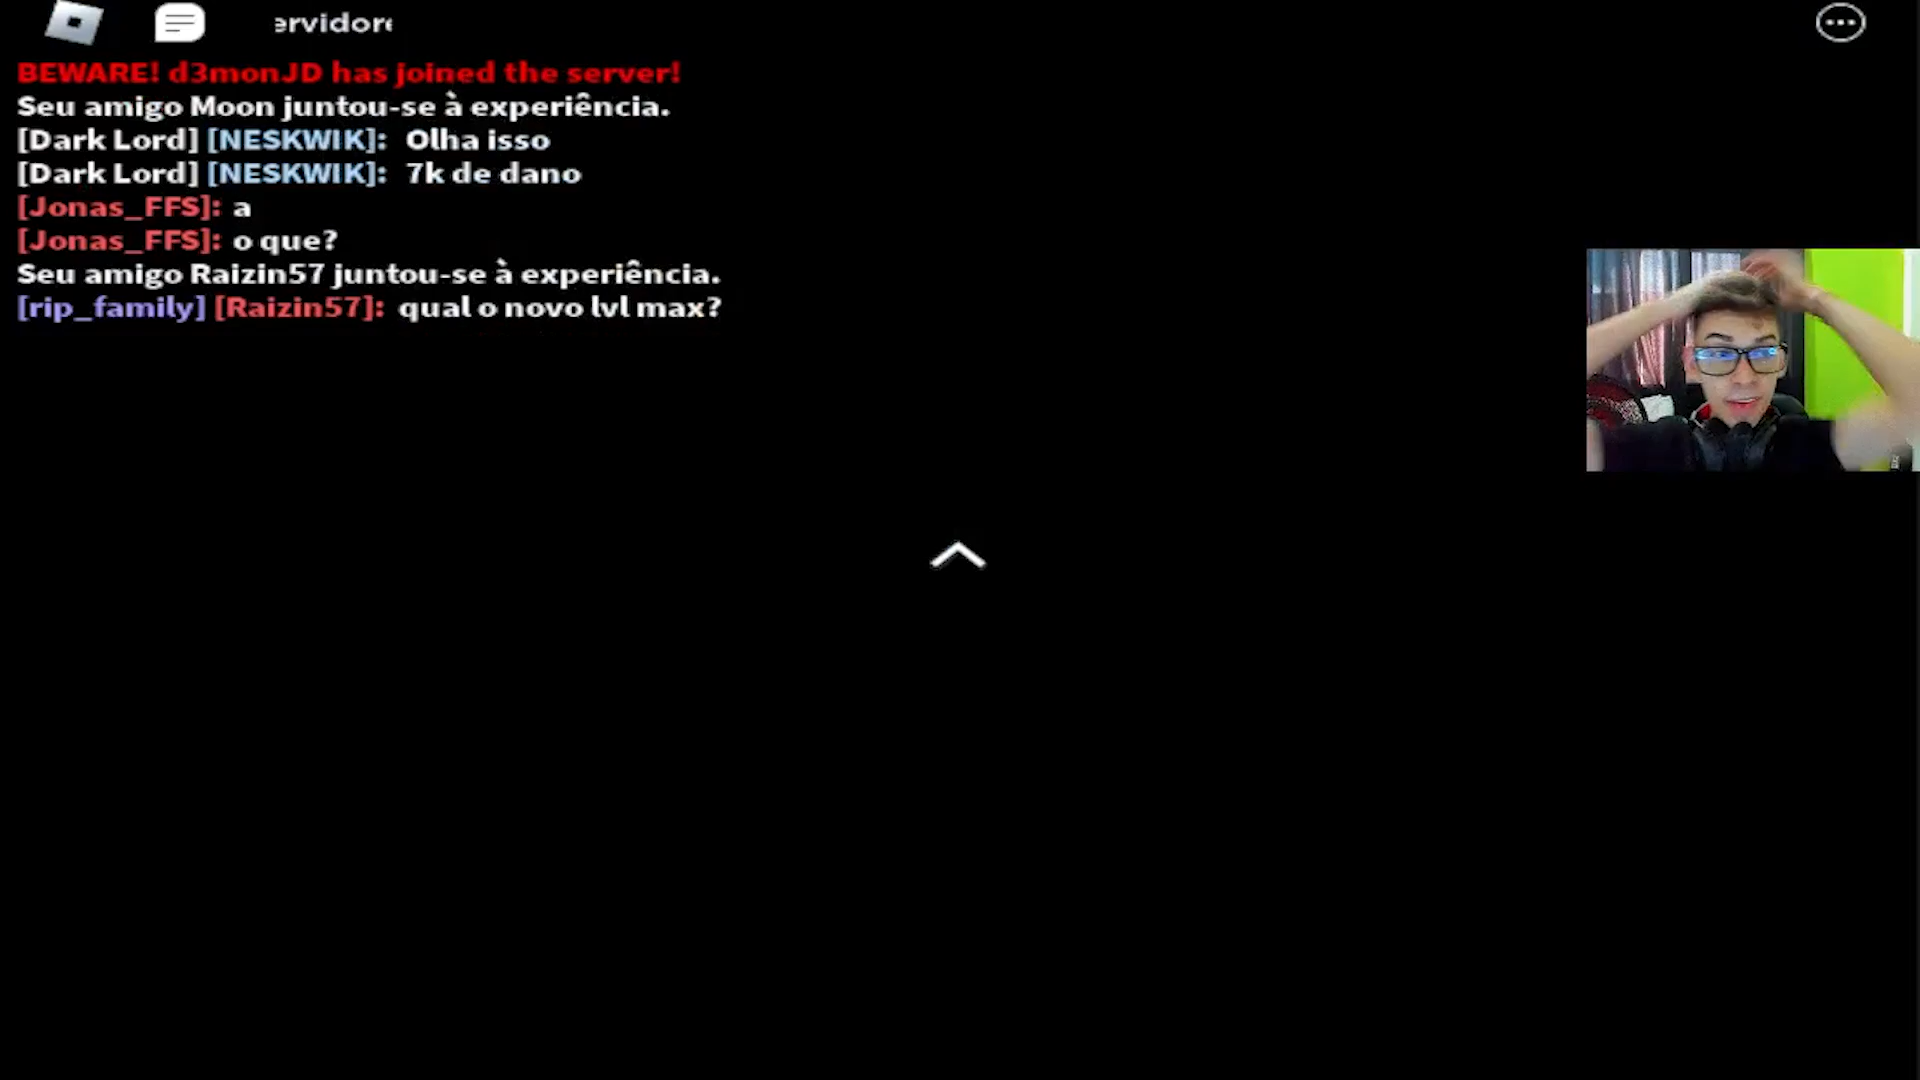 BEWARE! d3monJD has joined the server!
Seu amigo Moon juntou-se à experiência.
[Dark Lord] [NESKWIK]: Olha isso
[Dark Lord] [NESKWIK]: 7k de dano
[Jonas_FFS]: a
[Jonas_FFS]: o que?
Seu amigo Raizin57 juntou-se à experiência.
[rip_family] [Raizin57]: qual o novo lvl max?